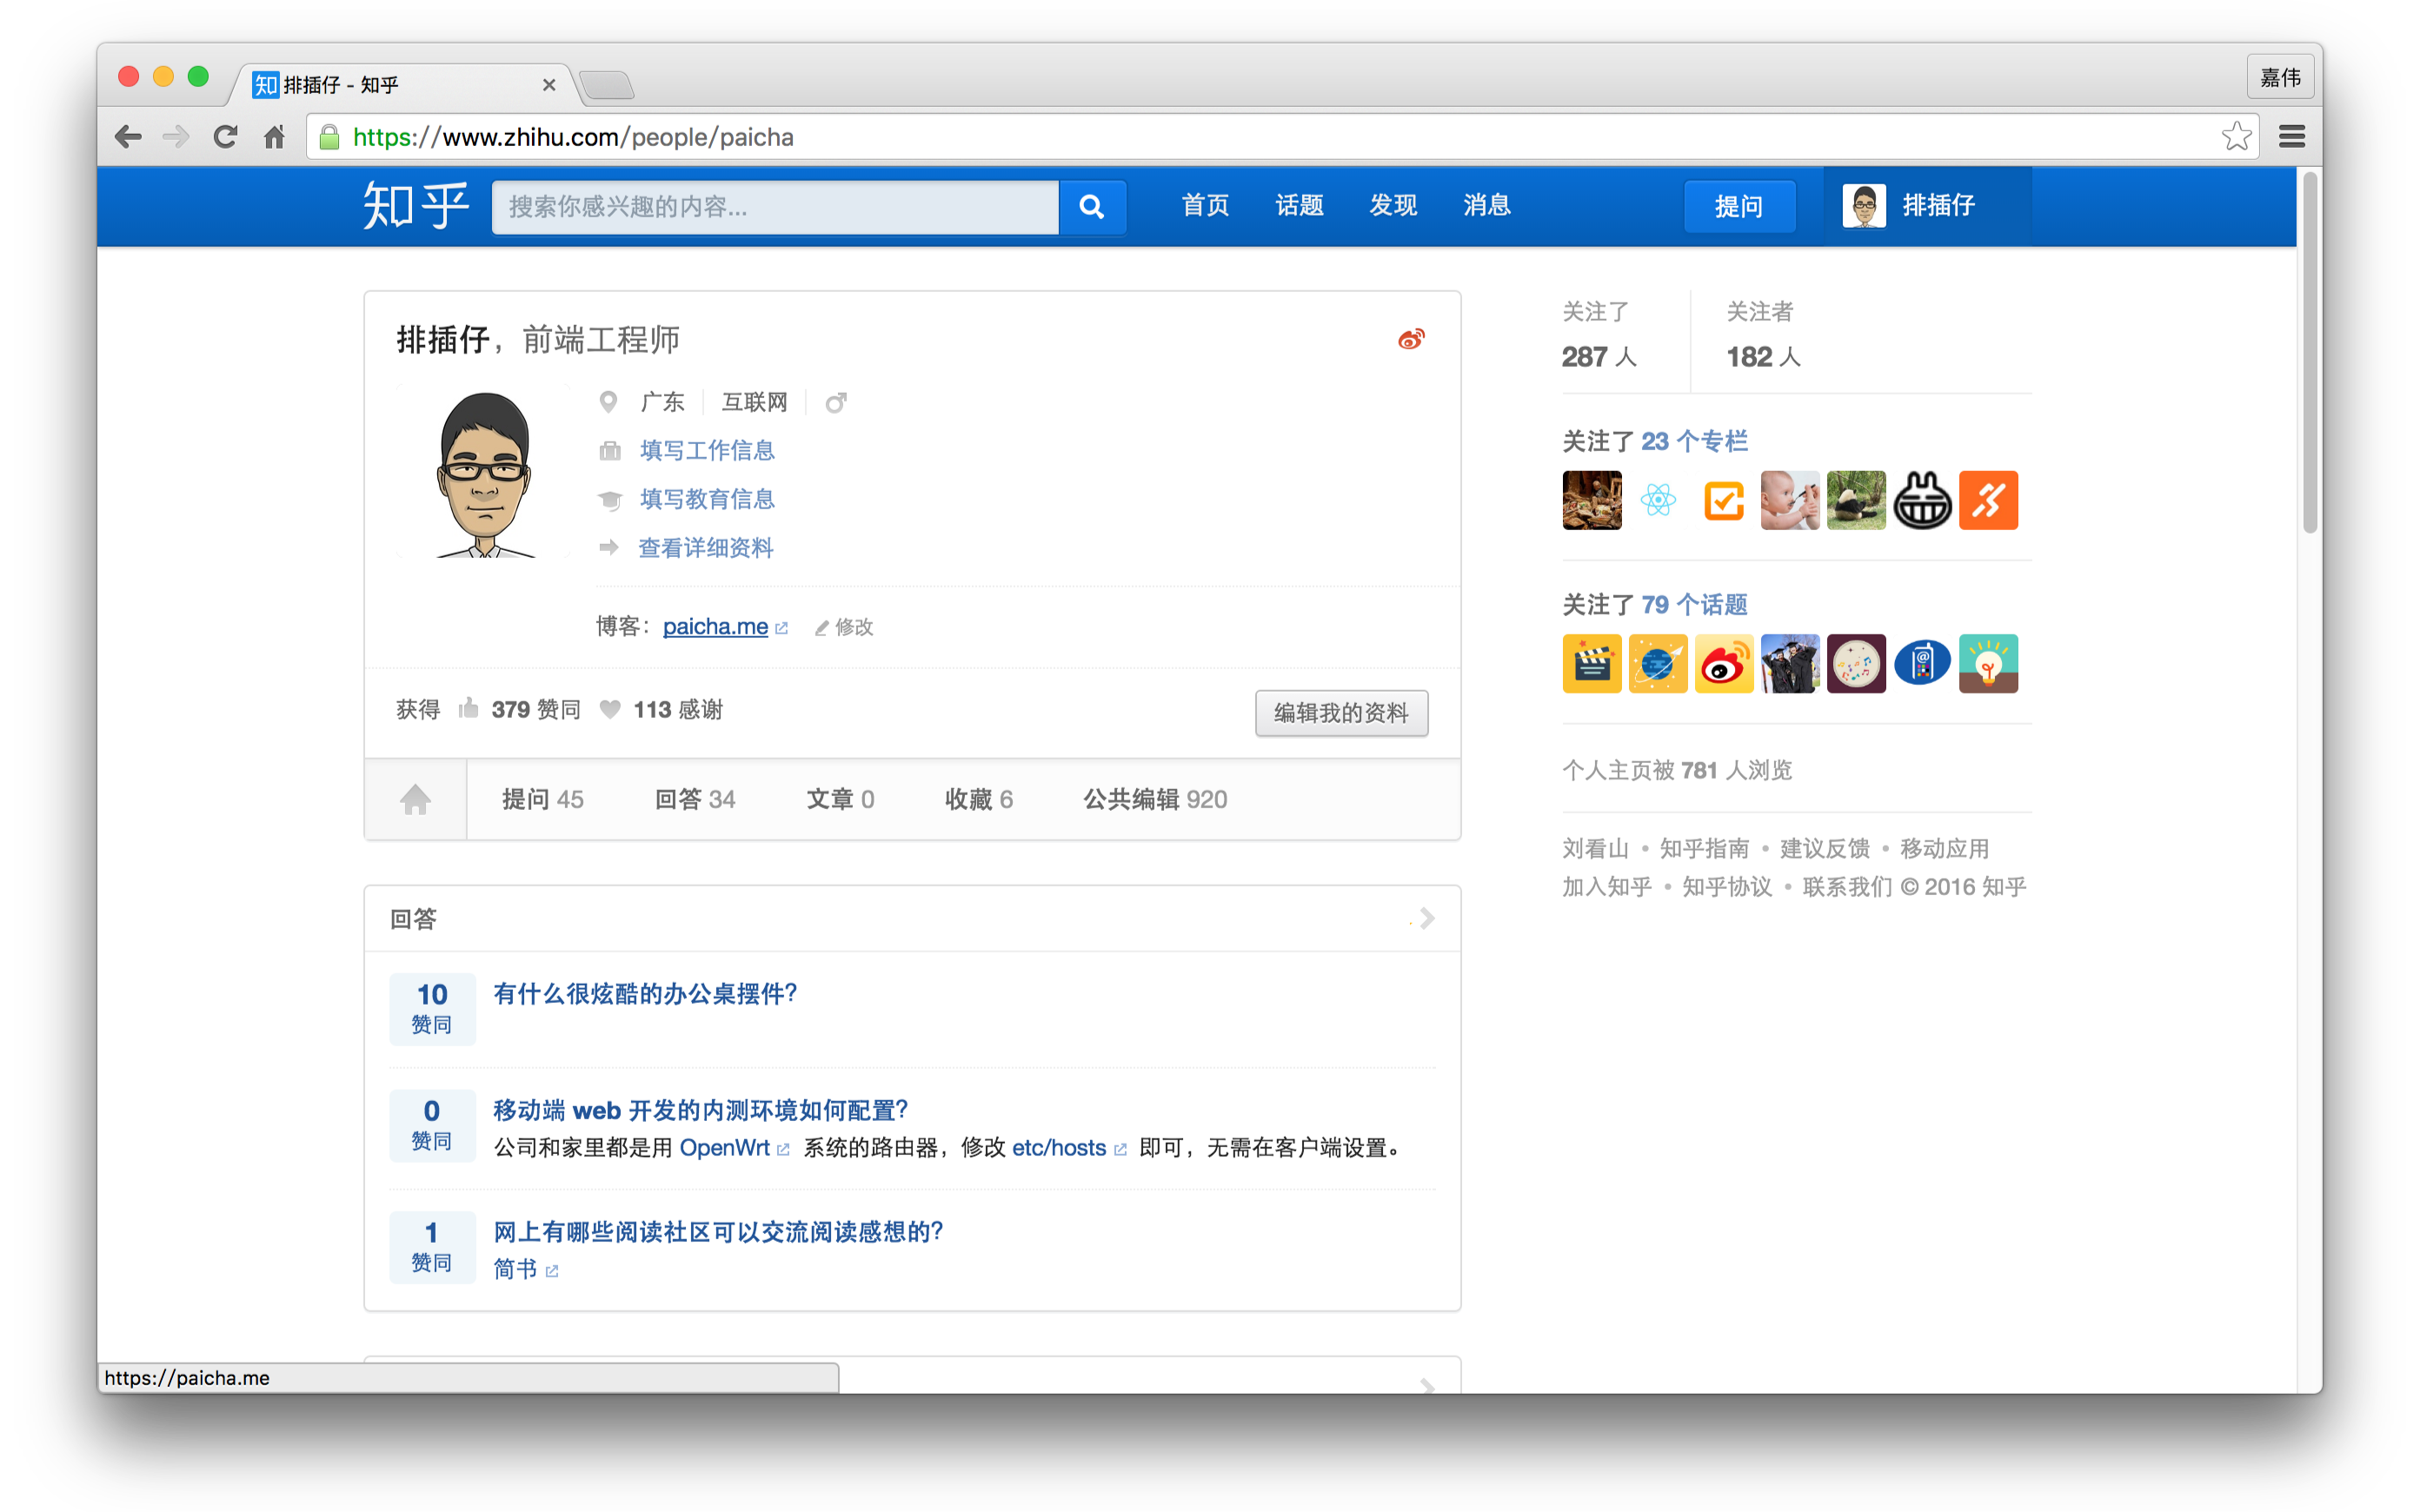 知 排插仔 - 知乎
嘉伟
https://www.zhihu.com/people/paicha
知乎 搜索你感兴趣的内容... 首页 话题 发现 消息 提问 排插仔
排插仔，前端工程师
广东 互联网
填写工作信息
填写教育信息
查看详细资料
博客：paicha.me 修改
获得 379 赞同 113 感谢 编辑我的资料
提问 45 回答 34 文章 0 收藏 6 公共编辑 920
回答
10 赞同 有什么很炫酷的办公桌摆件？
0 赞同 移动端 web 开发的内测环境如何配置？
公司和家里都是用 OpenWrt 系统的路由器，修改 etc/hosts 即可，无需在客户端设置。
1 赞同 网上有哪些阅读社区可以交流阅读感想的？
简书
关注了 关注者
287 人 182 人
关注了 23 个专栏
关注了 79 个话题
个人主页被 781 人浏览
刘看山 • 知乎指南 • 建议反馈 • 移动应用
加入知乎 • 知乎协议 • 联系我们 © 2016 知乎
https://paicha.me